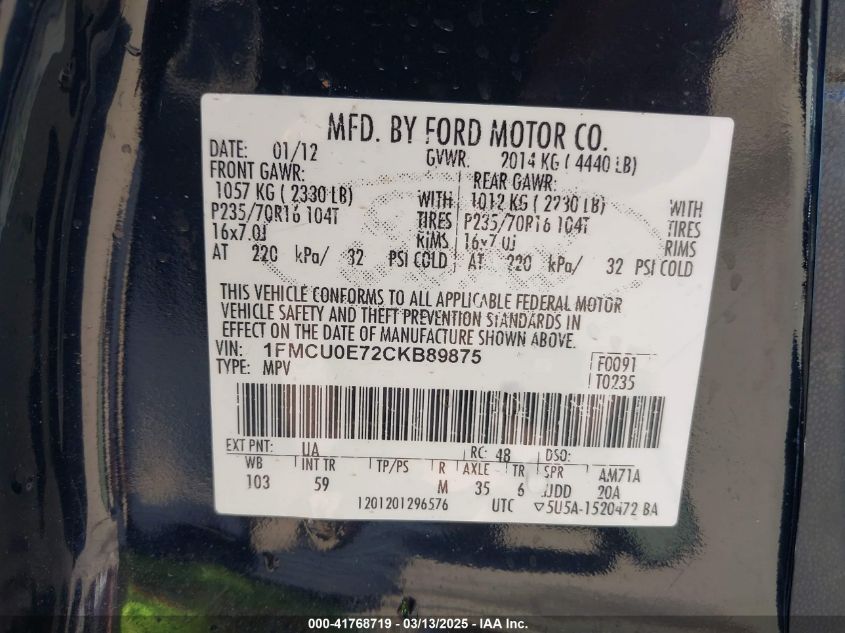 MFD. BY FORD MOTOR CO.
DATE: 01/12 GVWR: 2014 KG ( 4440 LB)
FRONT GAWR: REAR GAWR:
1057 KG ( 2330 LB) WITH 1012 KG ( 2230 LB) WITH
P235/70R16 104T TIRES P235/70R16 104T TIRES
16x7.0J RIMS 16x7.0J RIMS
AT 220 kPa/ 32 PSI COLD AT 220 kPa/ 32 PSI COLD
THIS VEHICLE CONFORMS TO ALL APPLICABLE FEDERAL MOTOR
VEHICLE SAFETY AND THEFT PREVENTION STANDARDS IN
EFFECT ON THE DATE OF MANUFACTURE SHOWN ABOVE.
VIN: 1FMCU0E72CKB89875 F0091
TYPE: MPV T0235
EXT PNT: UA RC: 48 DSO:
WB INT TR TP/PS R AXLE TR SPR AM71A
103 59 M 35 6 JJDD 20A
1201201296576 UTC ▽5U5A-1520472 BA
000-41768719 - 03/13/2025 - IAAI Inc.